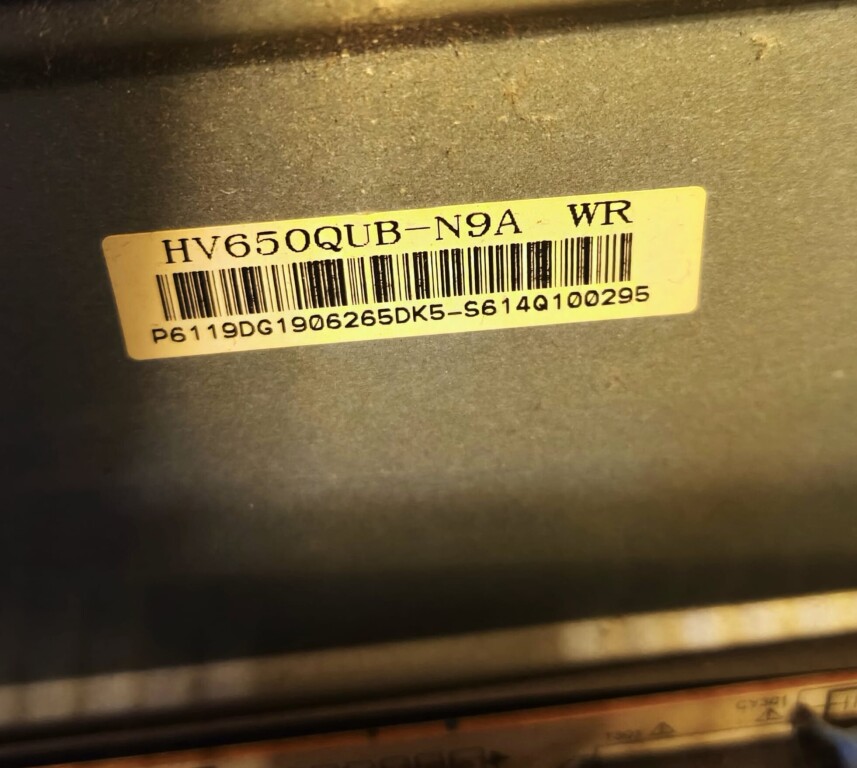 HV650QUB-N9A WR
P6119DG1906265DK5-S614Q100295